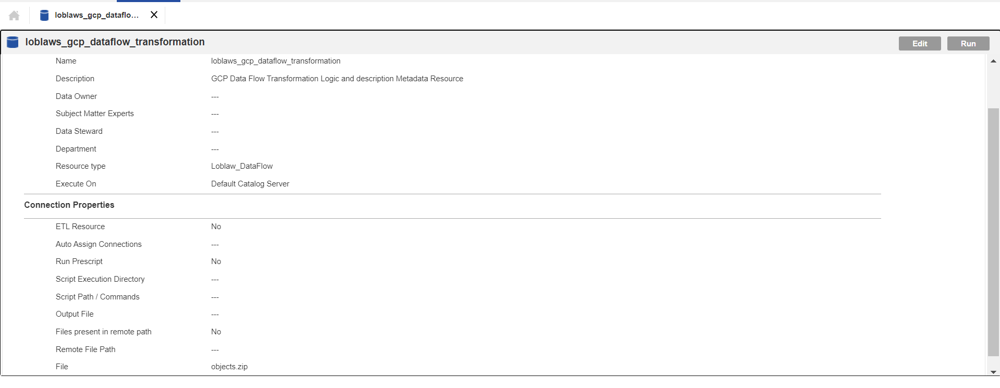 loblaws_gcp_dataflo...
loblaws_gcp_dataflow_transformation
Edit
Run
Name loblaws_gcp_dataflow_transformation
Description GCP Data Flow Transformation Logic and description Metadata Resource
Data Owner ---
Subject Matter Experts ---
Data Steward ---
Department ---
Resource type Loblaw_DataFlow
Execute On Default Catalog Server
Connection Properties
ETL Resource No
Auto Assign Connections ---
Run Prescript No
Script Execution Directory ---
Script Path / Commands ---
Output File ---
Files present in remote path No
Remote File Path ---
File objects.zip